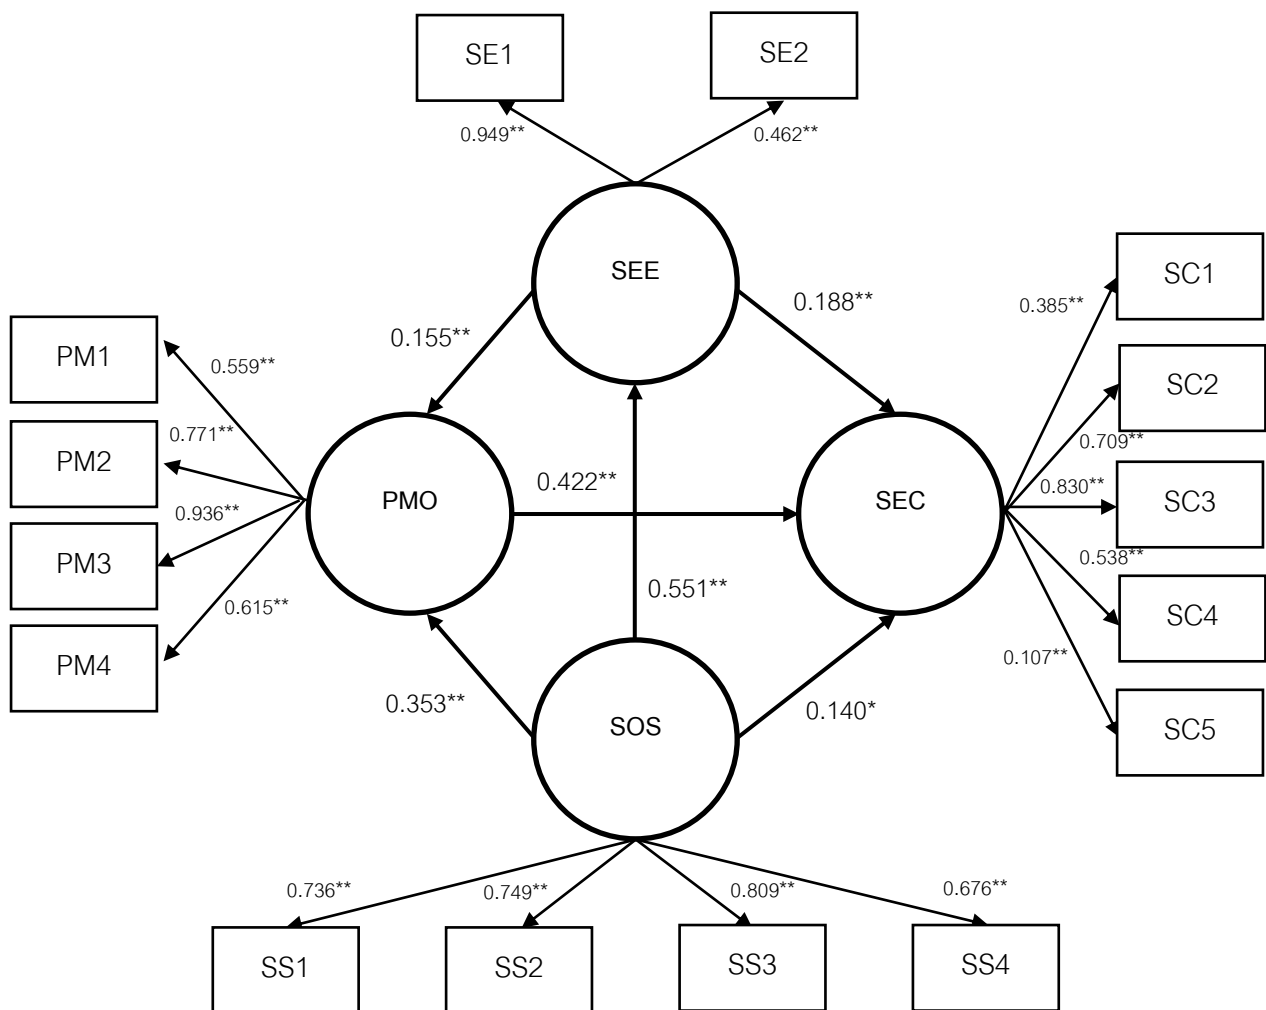 SE1
SE2
0.949**
0.462**
SEE
0.188**
0.155**
SC1
0.385**
SC2
0.709**
SC3
0.830**
SC4
0.538**
SC5
0.107**
PM1
0.559**
PM2
0.771**
PM3
0.936**
PM4
0.615**
PMO
0.422**
SEC
0.551**
0.353**
0.140*
SOS
0.736**
0.749**
0.809**
0.676**
SS1
SS2
SS3
SS4